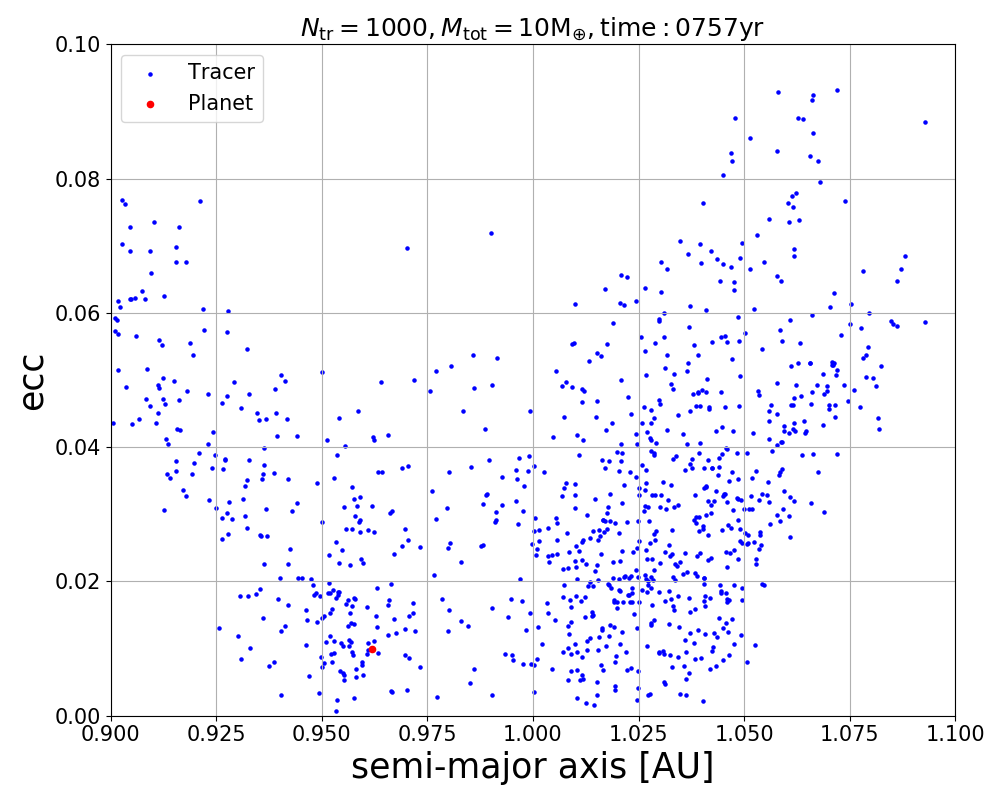 N_tr = 1000, M_tot = 10M_⊕, time : 0757yr
Tracer
Planet
ecc
0.10
0.08
0.06
0.04
0.02
0.00
0.900 0.925 0.950 0.975 1.000 1.025 1.050 1.075 1.100
semi-major axis [AU]